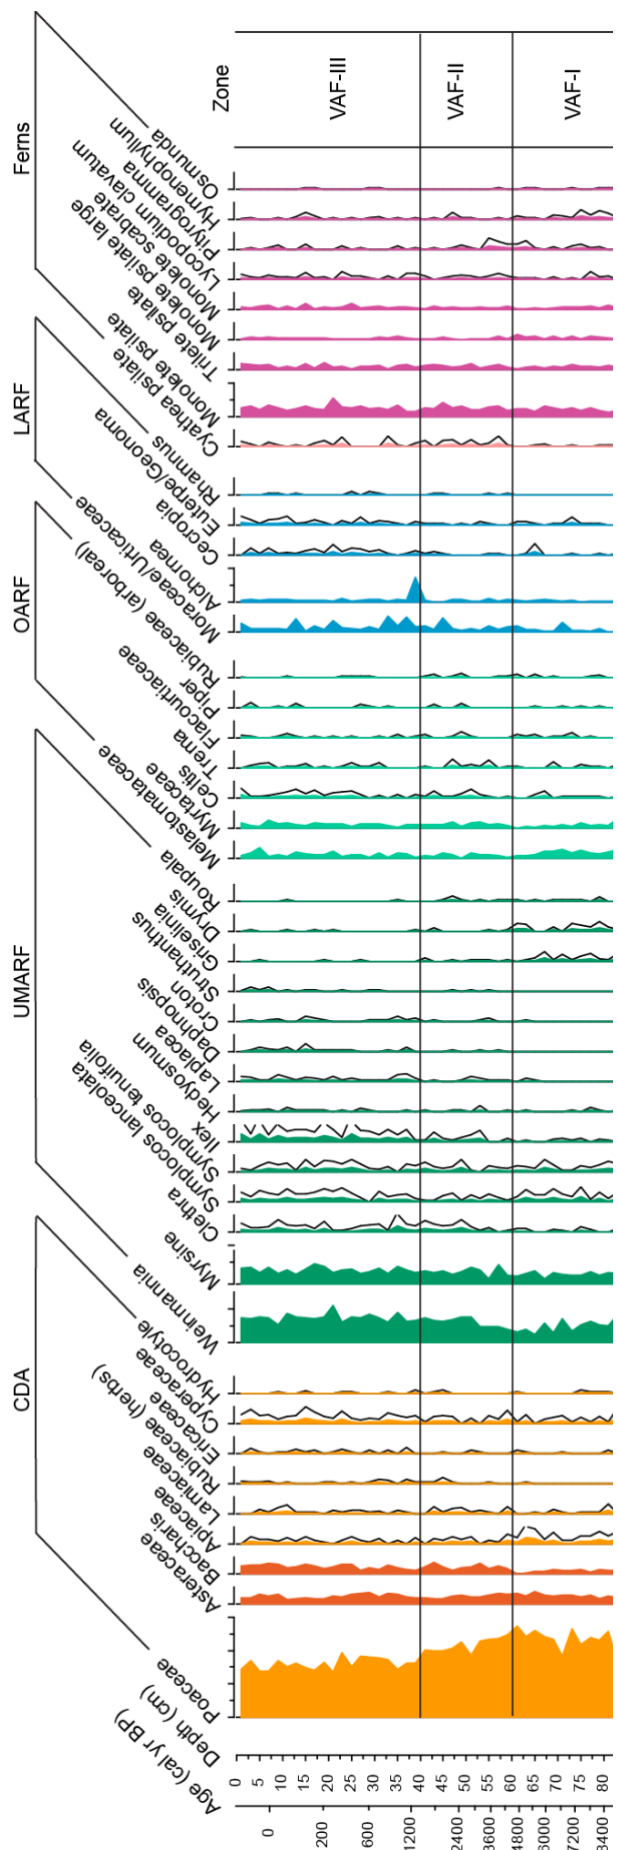 CDA
UMARF
OARF
LARF
Ferns
Age (cal yr BP)
Depth (cm)
Poaceae
Asteraceae
Baccharis
Apiaceae
Lamiaceae
Rubiaceae (herbs)
Ericaceae
Cyperaceae
Hydrocotyle
Weinmannia
Myrsine
Clethra
Symplocos lanceolata
Symplocos tenuifolia
Ilex
Hedyosmum
Laplacea
Daphnopsis
Croton
Struthanthus
Griselinia
Drymis
Roupala
Melastomataceae
Myrtaceae
Celtis
Trema
Flacourtiaceae
Piper
Rubiaceae (arboreal)
Moraceae/Urticaceae
Alchornea
Cecropia
Euterpe/Geonoma
Rhamnus
Cyathea psilate
Monolete psilate
Trilete psilate
Monolete psilate large
Monolete scabrate
Lycopodium clavatum
Pityrogramma
Hymenophyllum
Osmunda
Zone
VAF-III
VAF-II
VAF-I
0
5
10
15
20
25
30
35
40
45
50
55
60
65
70
75
80
0
200
600
1200
2400
3600
4800
6000
7200
8400